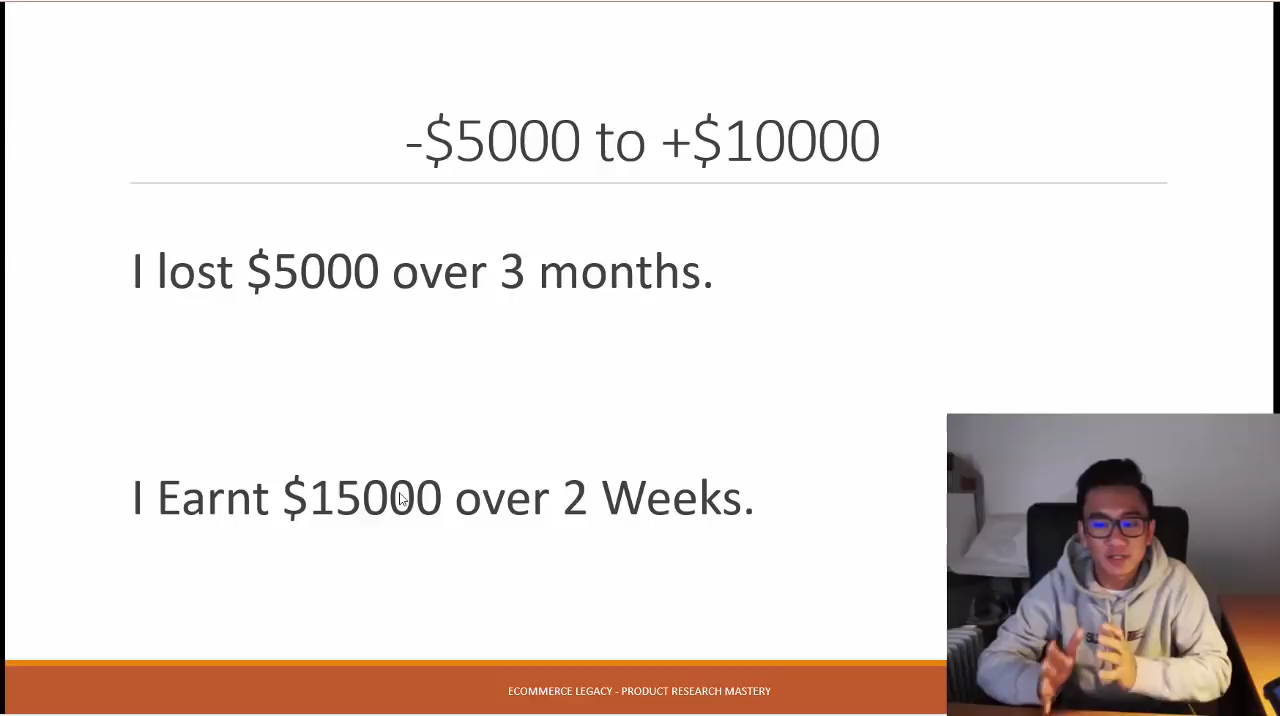 -$5000 to +$10000
I lost $5000 over 3 months.
I Earnt $15000 over 2 Weeks.
ECOMMERCE LEGACY - PRODUCT RESEARCH MASTERY